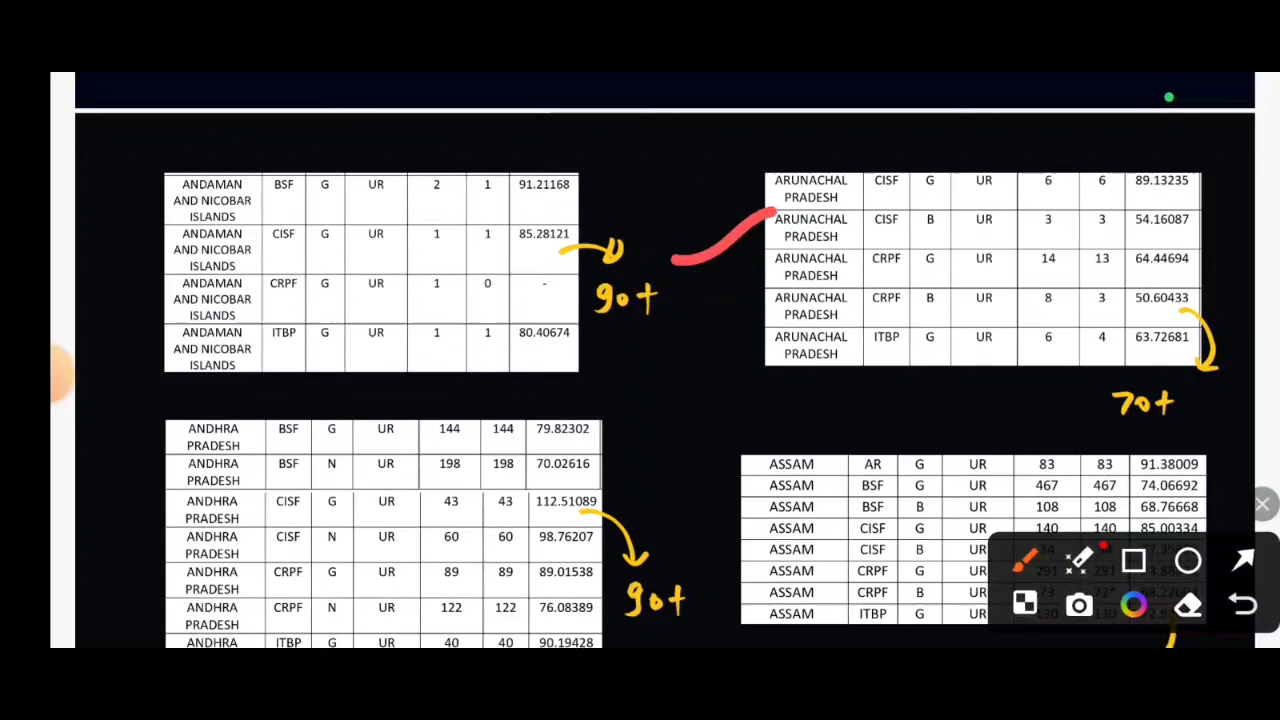 ANDAMAN AND NICOBAR ISLANDS BSF G UR 2 1 91.21168
ANDAMAN AND NICOBAR ISLANDS CISF G UR 1 1 85.28121
ANDAMAN AND NICOBAR ISLANDS CRPF G UR 1 0 -
ANDAMAN AND NICOBAR ISLANDS ITBP G UR 1 1 80.40674
90+
ANDHRA PRADESH BSF G UR 144 144 79.82302
ANDHRA PRADESH BSF N UR 198 198 70.02616
ANDHRA PRADESH CISF G UR 43 43 112.51089
ANDHRA PRADESH CISF N UR 60 60 98.76207
ANDHRA PRADESH CRPF G UR 89 89 89.01538
ANDHRA PRADESH CRPF N UR 122 122 76.08389
ANDHRA ITBP G UR 40 40 90.19428
90+
ARUNACHAL PRADESH CISF G UR 6 6 89.13235
ARUNACHAL PRADESH CISF B UR 3 3 54.16087
ARUNACHAL PRADESH CRPF G UR 14 13 64.44694
ARUNACHAL PRADESH CRPF B UR 8 3 50.60433
ARUNACHAL PRADESH ITBP G UR 6 4 63.72681
70+
ASSAM AR G UR 83 83 91.38009
ASSAM BSF G UR 467 467 74.06692
ASSAM BSF B UR 108 108 68.76668
ASSAM CISF G UR 140 140 85.00334
ASSAM CISF B UR
ASSAM CRPF G UR 291 291
ASSAM CRPF B UR 73 72*
ASSAM ITBP G UR 130 130